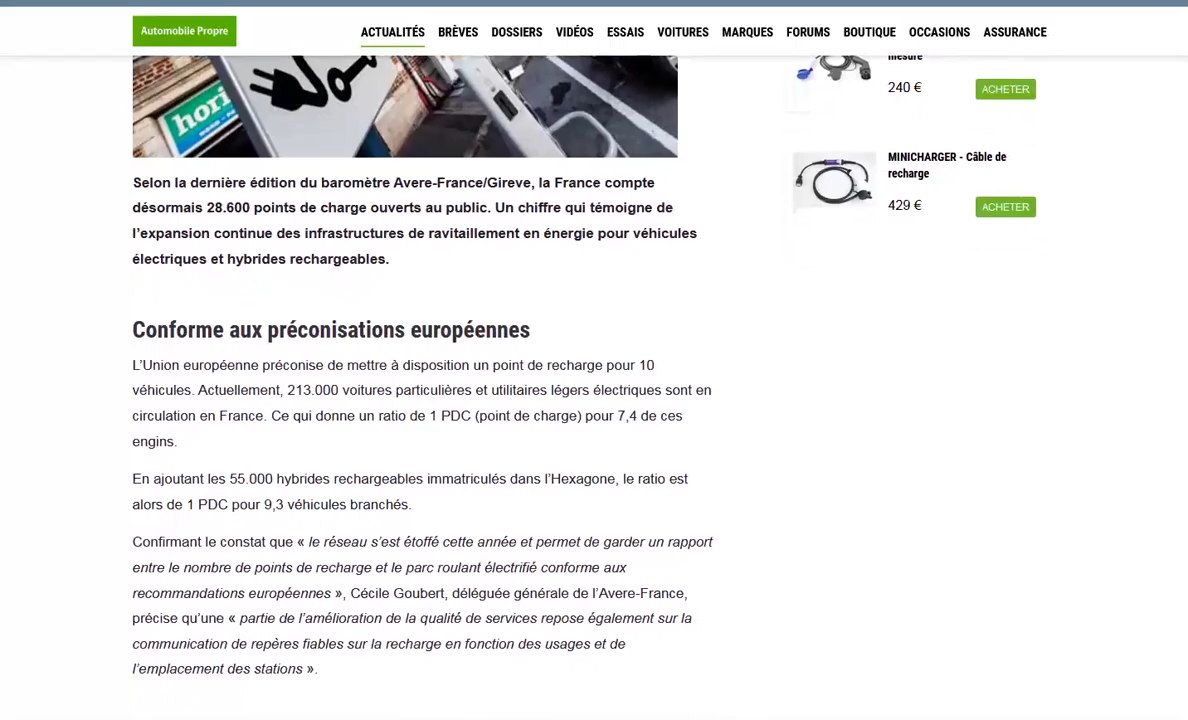 Automobile Propre
ACTUALITÉS BRÈVES DOSSIERS VIDÉOS ESSAIS VOITURES MARQUES FORUMS BOUTIQUE OCCASIONS ASSURANCE
hori
mesure
240 €
ACHETER
MINICHARGER - Câble de
recharge
429 €
ACHETER
Selon la dernière édition du baromètre Avere-France/Gireve, la France compte
désormais 28.600 points de charge ouverts au public. Un chiffre qui témoigne de
l’expansion continue des infrastructures de ravitaillement en énergie pour véhicules
électriques et hybrides rechargeables.
Conforme aux préconisations européennes
L’Union européenne préconise de mettre à disposition un point de recharge pour 10
véhicules. Actuellement, 213.000 voitures particulières et utilitaires légers électriques sont en
circulation en France. Ce qui donne un ratio de 1 PDC (point de charge) pour 7,4 de ces
engins.
En ajoutant les 55.000 hybrides rechargeables immatriculés dans l’Hexagone, le ratio est
alors de 1 PDC pour 9,3 véhicules branchés.
Confirmant le constat que « le réseau s’est étoffé cette année et permet de garder un rapport
entre le nombre de points de recharge et le parc roulant électrifié conforme aux
recommandations européennes », Cécile Goubert, déléguée générale de l’Avere-France,
précise qu’une « partie de l’amélioration de la qualité de services repose également sur la
communication de repères fiables sur la recharge en fonction des usages et de
l’emplacement des stations ».